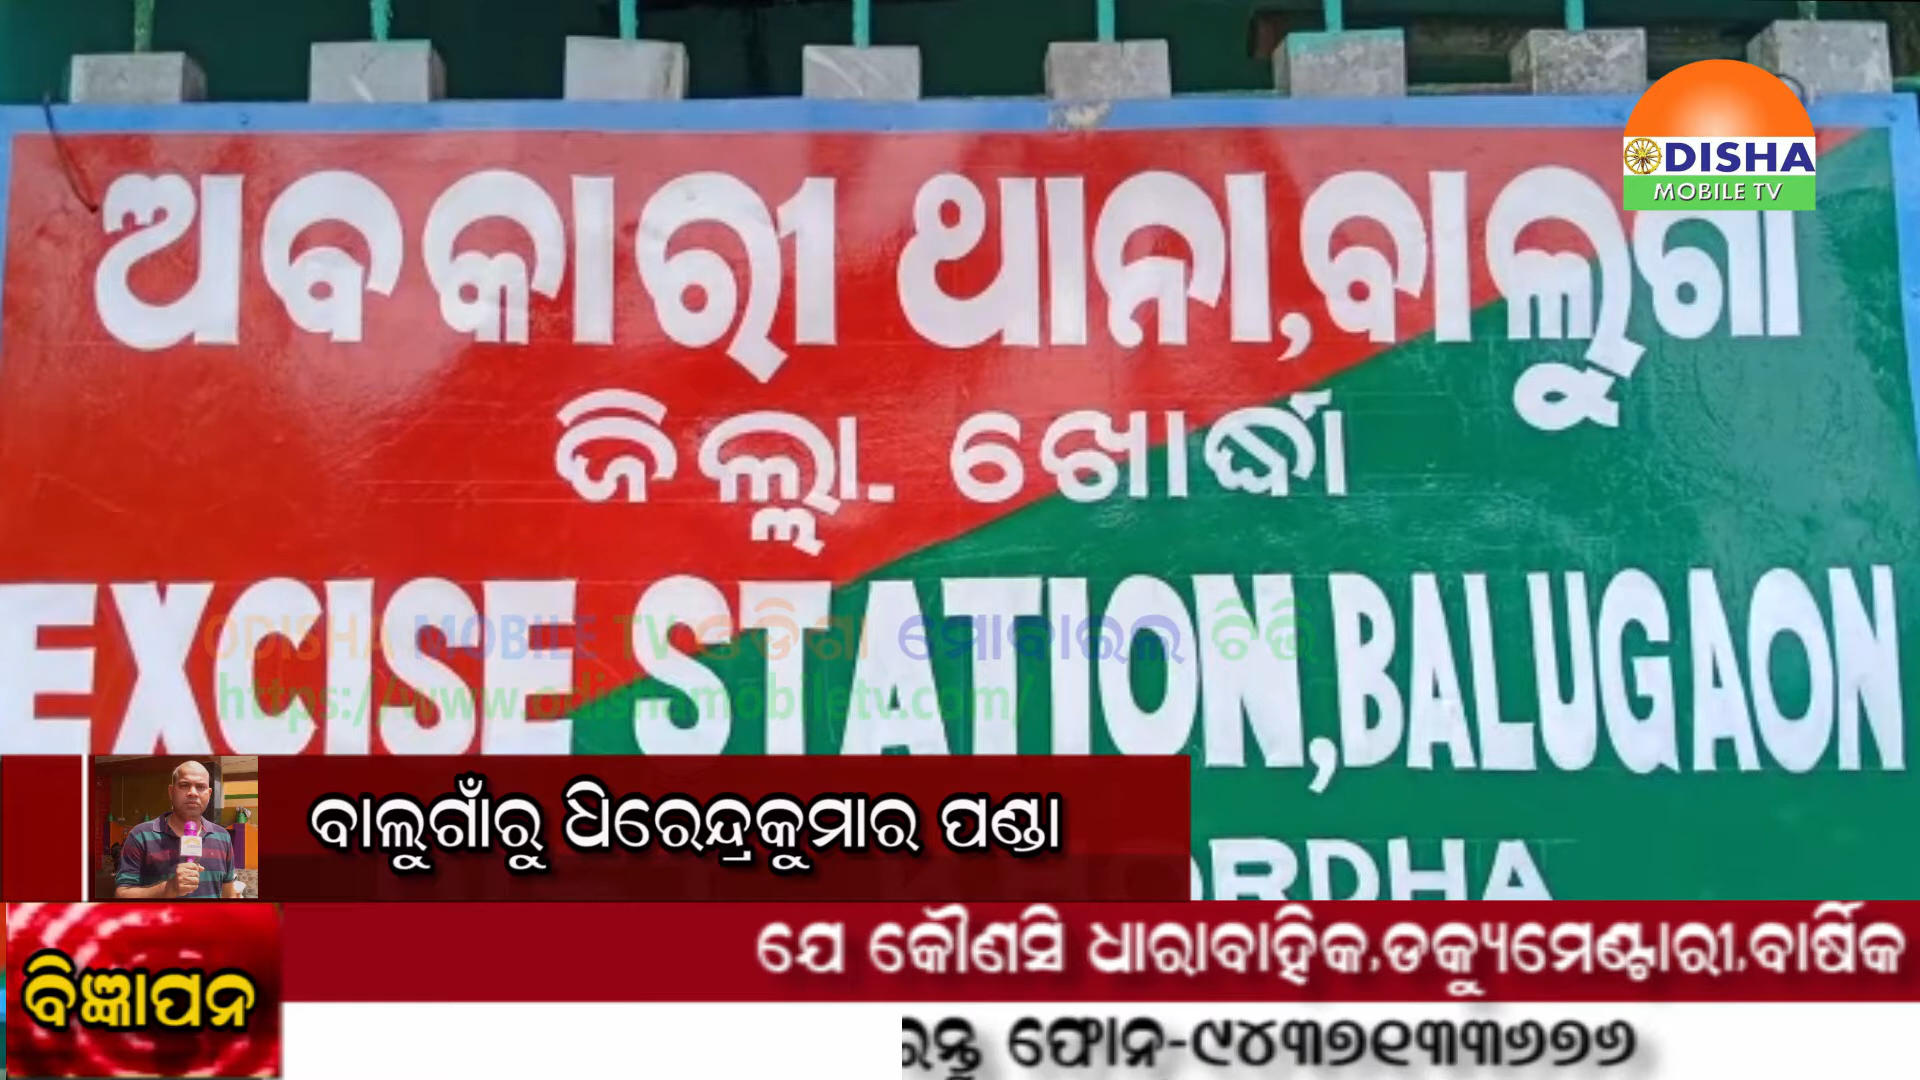 ଅବକାରୀ ଥାନା,ବାଲୁଗାଁ
ODISHA
MOBILE TV
ଜିଲ୍ଲା. ଖୋର୍ଦ୍ଧା
EXCISE STATION,BALUGAON
ODISHA MOBILE TV ଓଡିଶା ମୋବାଇଲ ଟିଭି
https://www.odishamobiletv.com/
ବାଲୁଗାଁରୁ ଧିରେନ୍ଦ୍ରକୁମାର ପଣ୍ଡା
ଯେ କୌଣସି ଧାରାବାହିକ,ଡକ୍ୟୁମେଣ୍ଟାରୀ,ବାର୍ଷିକ
ବିଜ୍ଞାପନ
ଫୋନ-୯୪୩୭୧୩୩୬୭୬